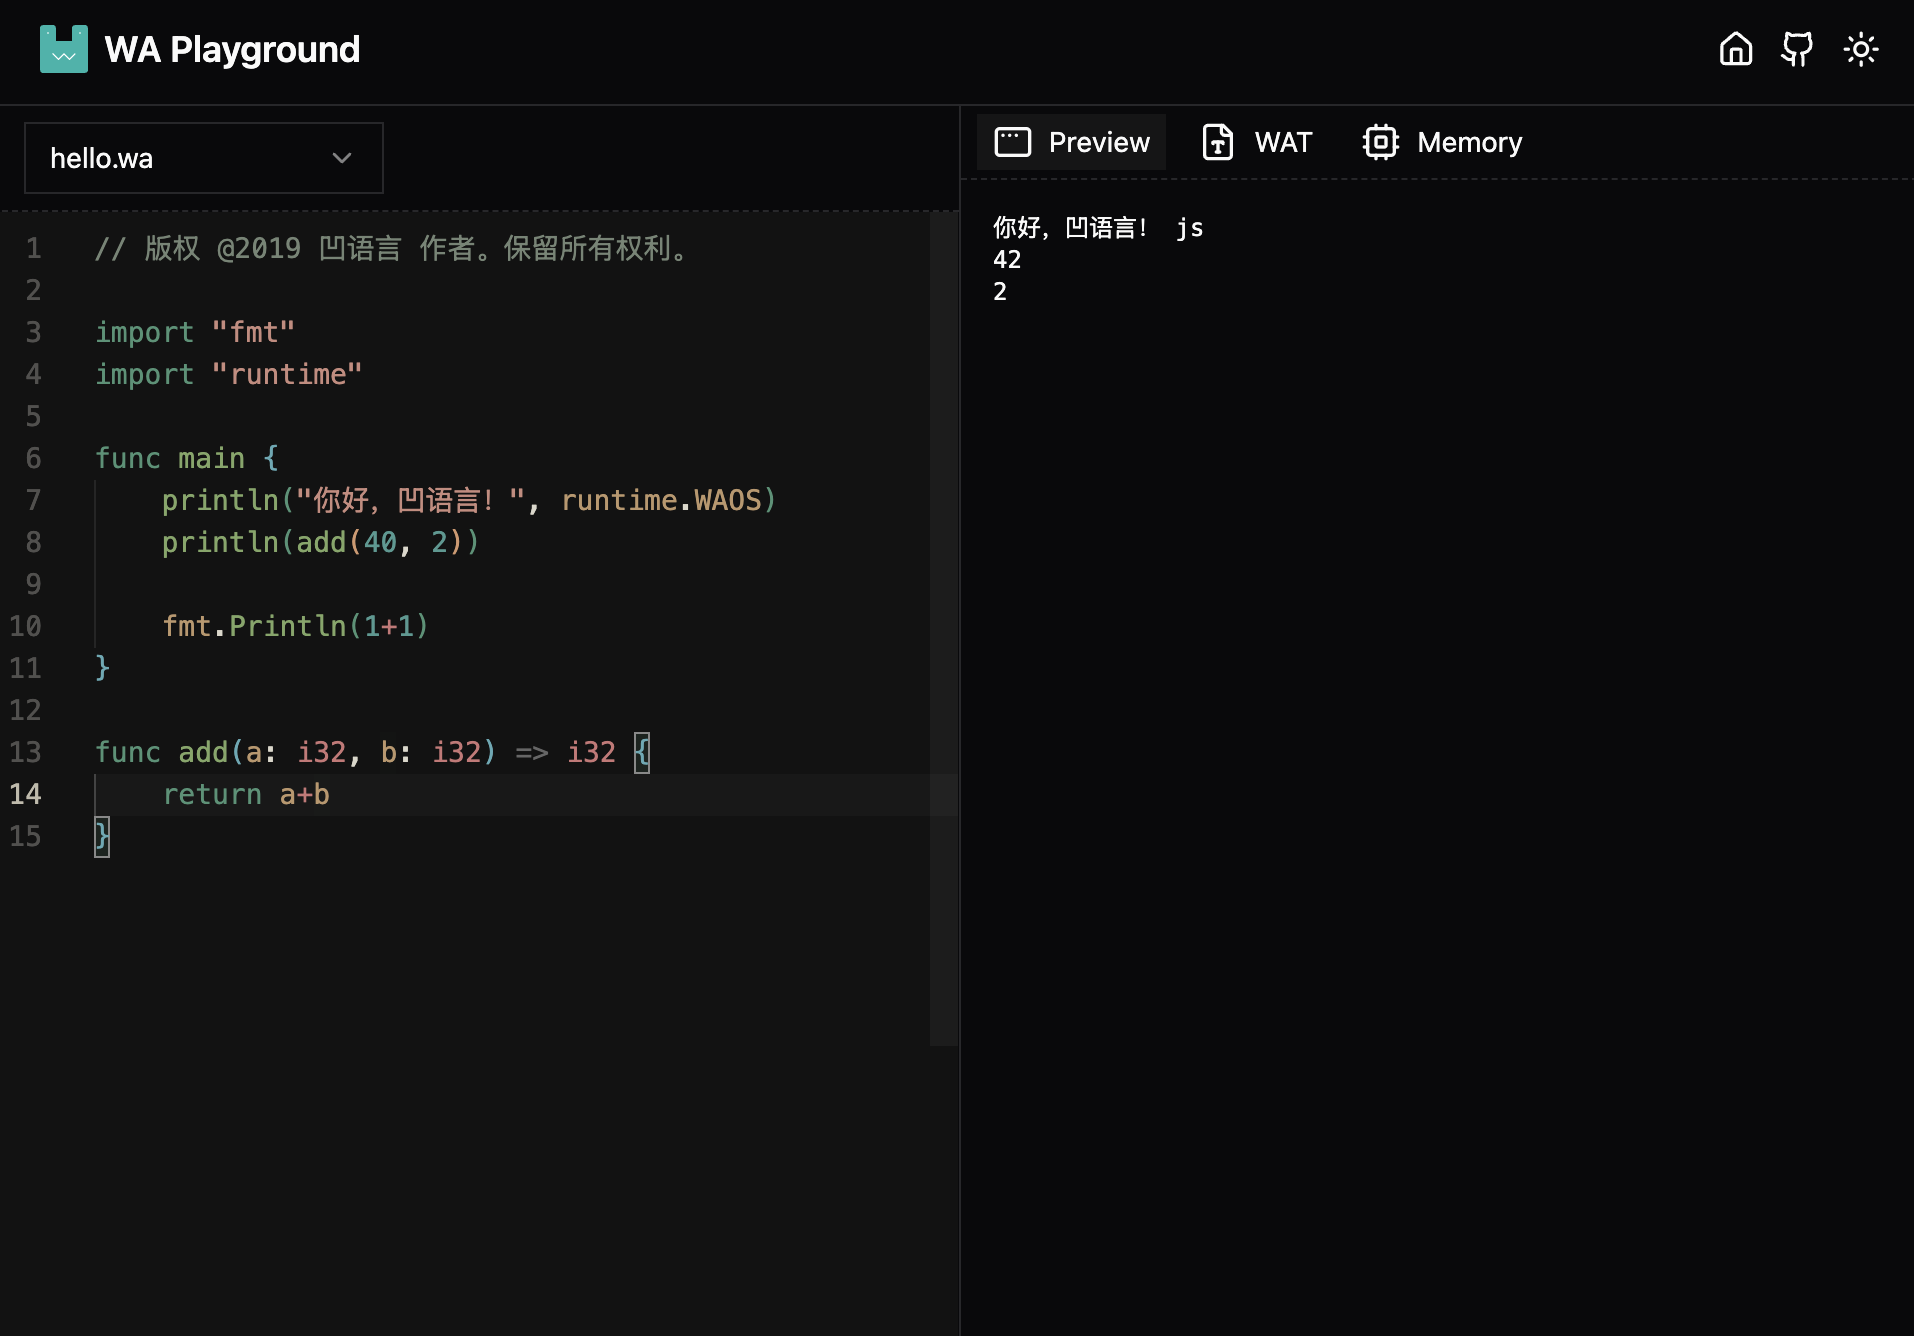 WA Playground
hello.wa
Preview
WAT
Memory
1 // 版权 @2019 凹语言 作者。保留所有权利。
2
3 import "fmt"
4 import "runtime"
5
6 func main {
7     println("你好，凹语言！", runtime.WAOS)
8     println(add(40, 2))
9
10     fmt.Println(1+1)
11 }
12
13 func add(a: i32, b: i32) => i32 {
14     return a+b
15 }
你好，凹语言！ js
42
2